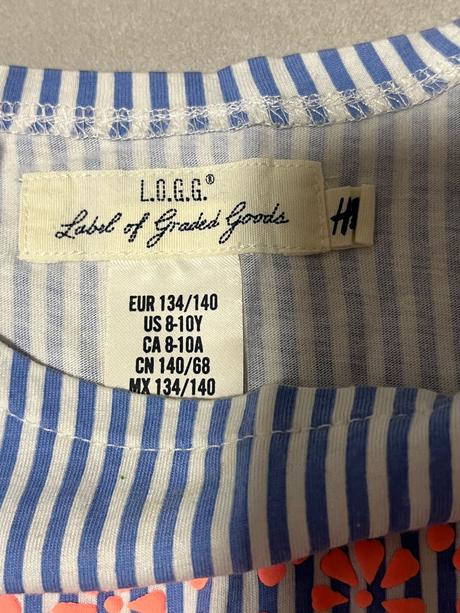 L.O.G.G.®
Label of Graded Goods
EUR 134/140
US 8-10Y
CA 8-10A
CN 140/68
MX 134/140